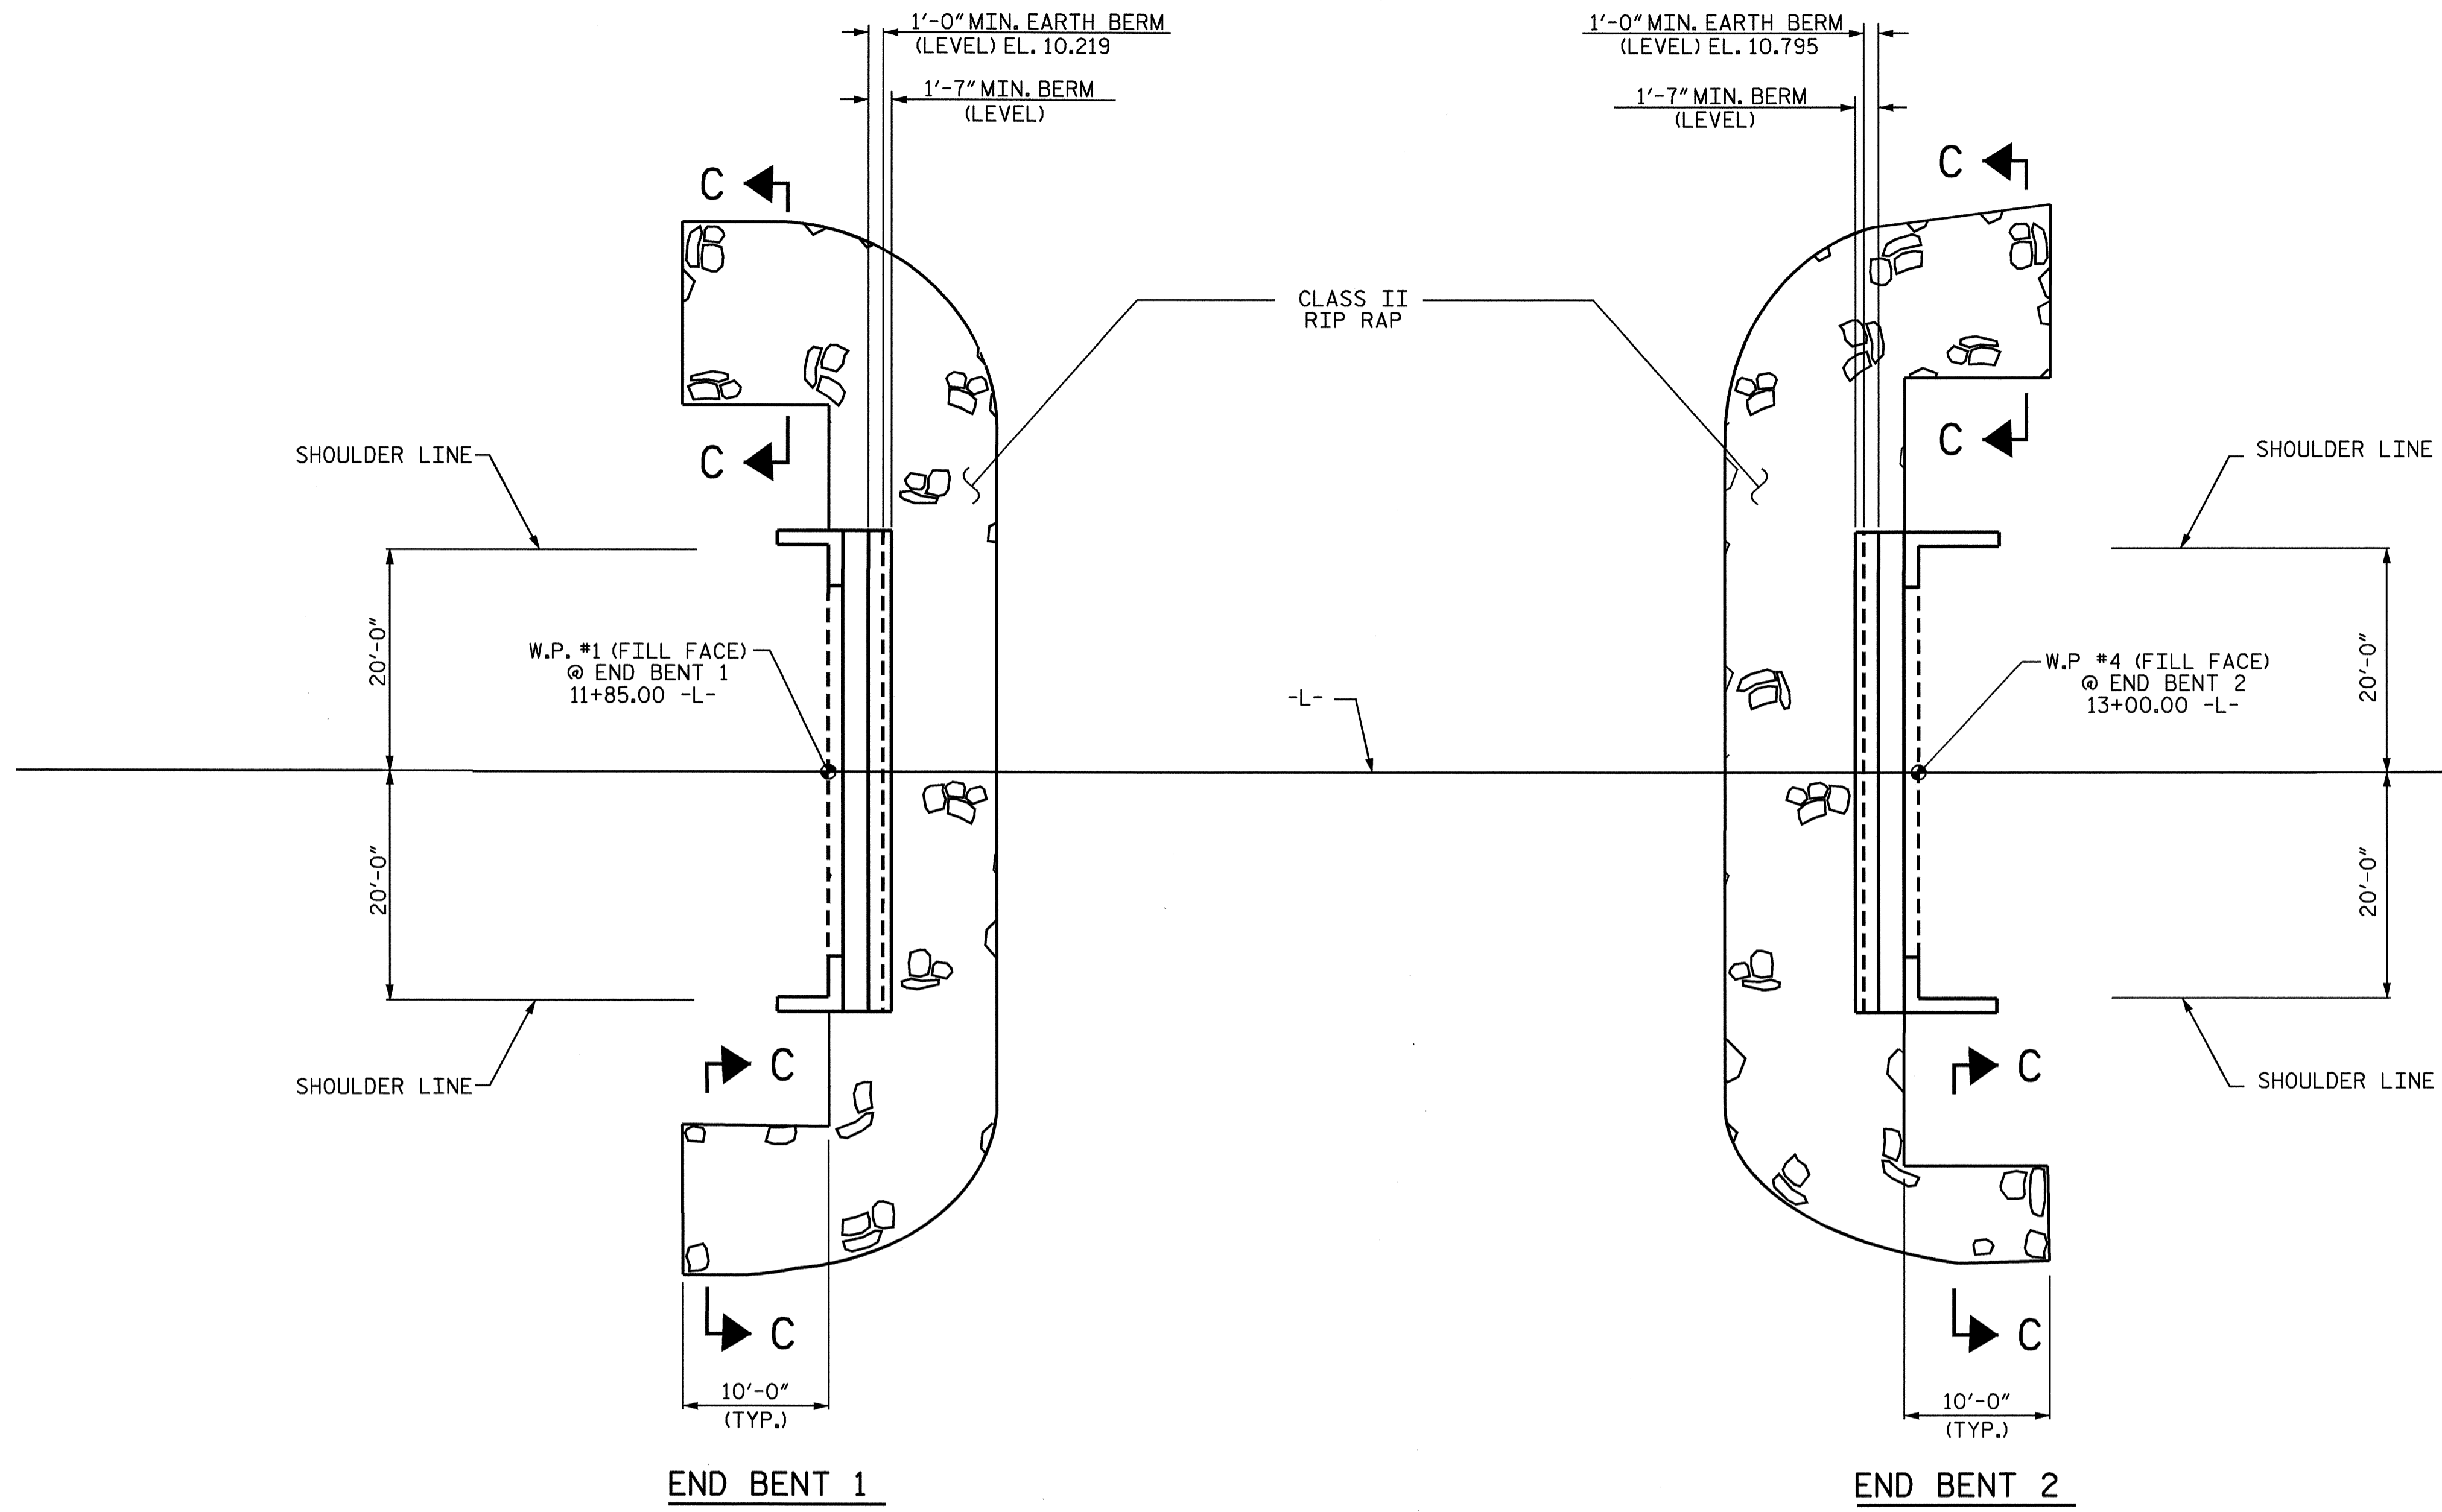 1'-0" MIN. EARTH BERM
(LEVEL) EL. 10.219
1'-7" MIN. BERM
(LEVEL)
1'-0" MIN. EARTH BERM
(LEVEL) EL. 10.795
1'-7" MIN. BERM
(LEVEL)
C
C
CLASS II
RIP RAP
C
C
SHOULDER LINE
SHOULDER LINE
20'-0"
W.P. #1 (FILL FACE)
@ END BENT 1
11+85.00 -L-
-L-
W.P #4 (FILL FACE)
@ END BENT 2
13+00.00 -L-
20'-0"
20'-0"
20'-0"
SHOULDER LINE
SHOULDER LINE
C
C
C
C
10'-0"
(TYP.)
10'-0"
(TYP.)
END BENT 1
END BENT 2